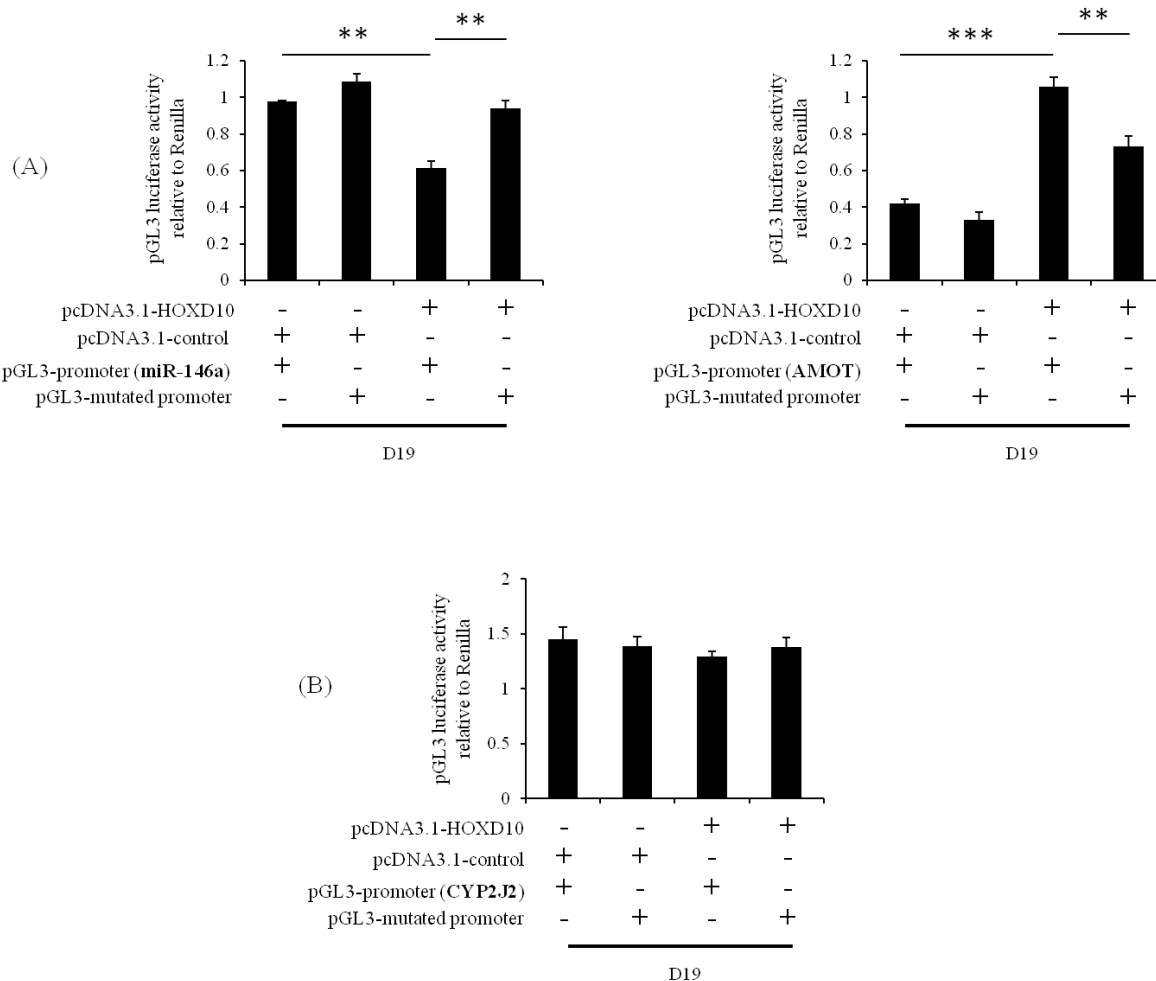 (A)
** **
pGL3 luciferase activity
relative to Renilla
1.2
1
0.8
0.6
0.4
0.2
0
pcDNA3.1-HOXD10 - - + +
pcDNA3.1-control + + - -
pGL3-promoter (miR-146a) + - + -
pGL3-mutated promoter - + - +
D19
*** **
pGL3 luciferase activity
relative to Renilla
1.2
1
0.8
0.6
0.4
0.2
0
pcDNA3.1-HOXD10 - - + +
pcDNA3.1-control + + - -
pGL3-promoter (AMOT) + - + -
pGL3-mutated promoter - + - +
D19
(B)
pGL3 luciferase activity
relative to Renilla
2
1.5
1
0.5
0
pcDNA3.1-HOXD10 - - + +
pcDNA3.1-control + + - -
pGL3-promoter (CYP2J2) + - + -
pGL3-mutated promoter - + - +
D19